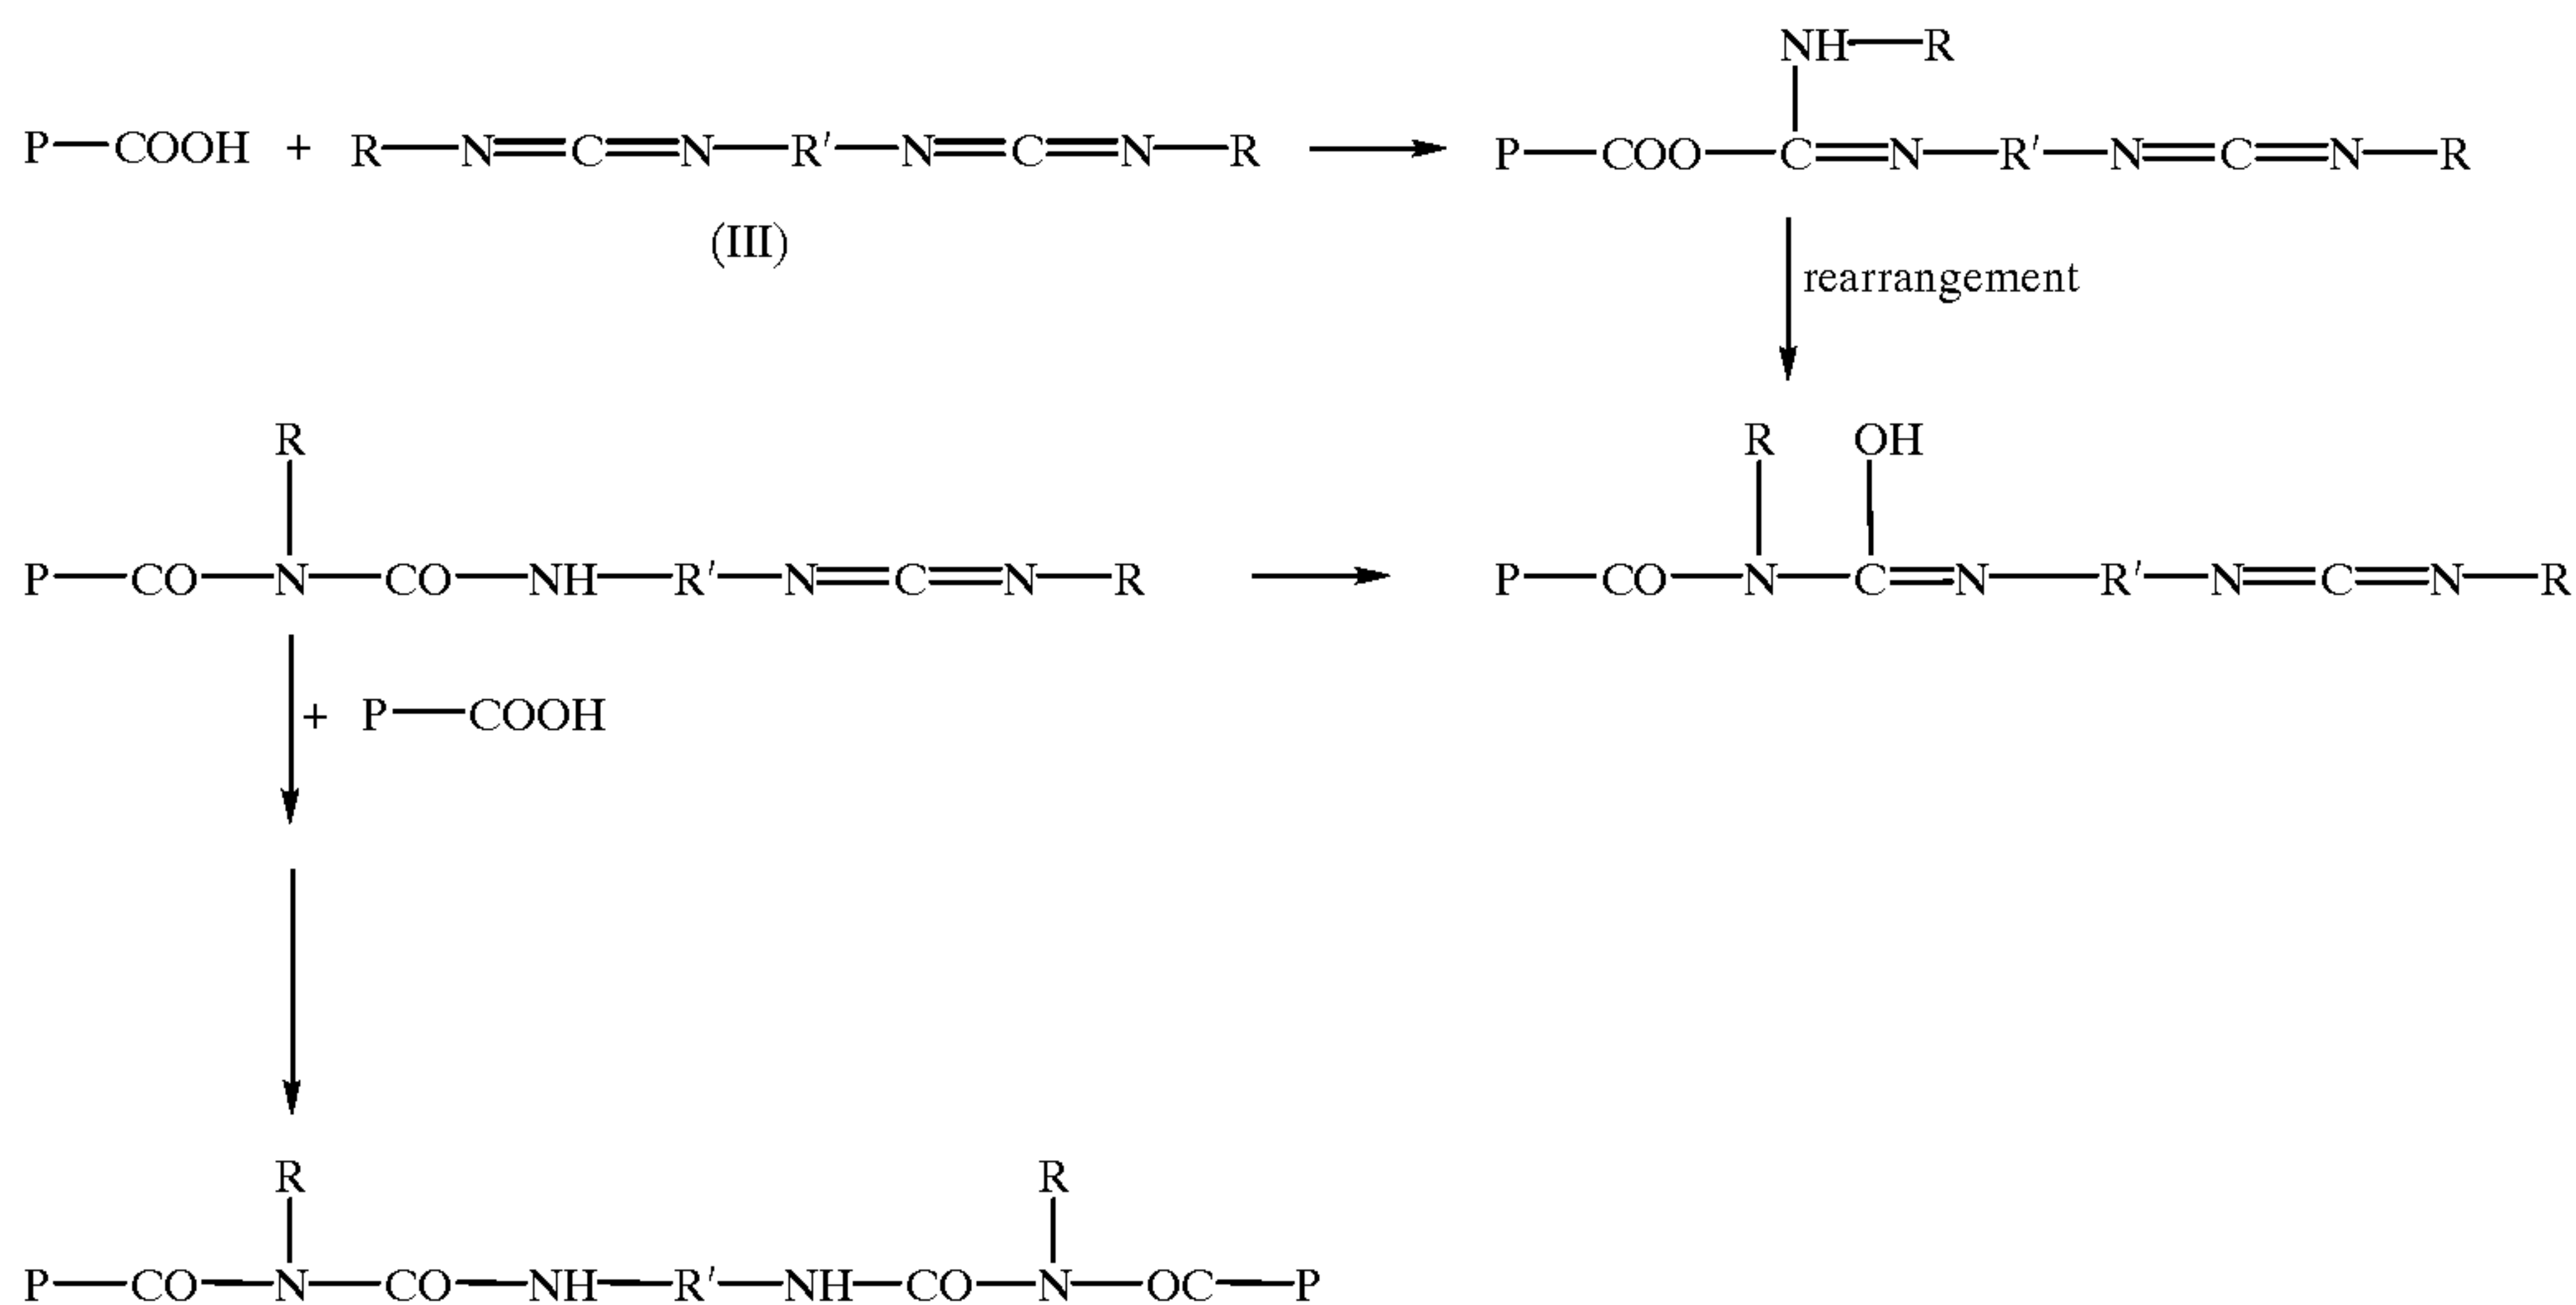 NH—R
P—COOH + R—N=C=N—R'—N=C=N—R → P—COO—C=N—R'—N=C=N—R
(III)
rearrangement
R R OH
P—CO—N—CO—NH—R'—N=C=N—R → P—CO—N—C=N—R'—N=C=N—R
+ P—COOH
R R
P—CO—N—CO—NH—R'—NH—CO—N—OC—P